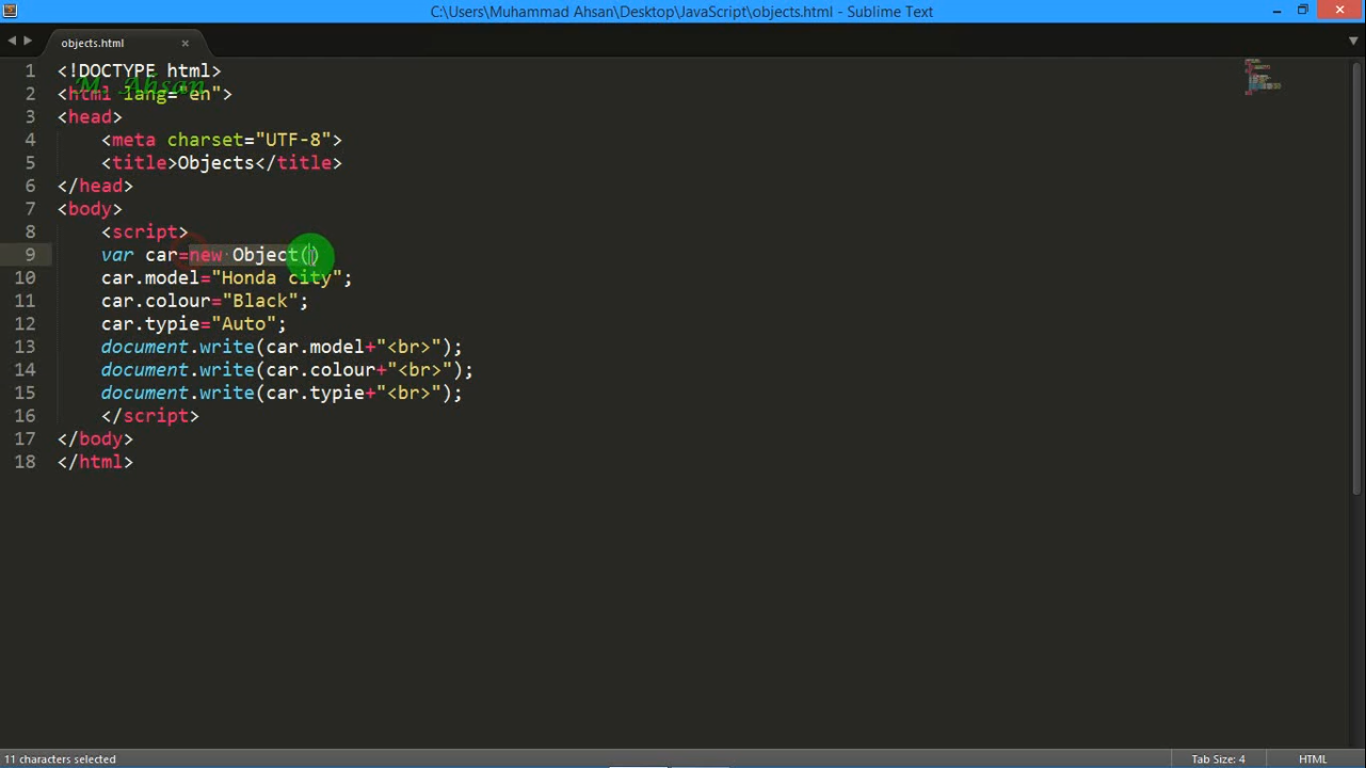 C:\Users\Muhammad Ahsan\Desktop\JavaScript\objects.html - Sublime Text
objects.html
M. Ahsan
1 <!DOCTYPE html>
2 <html lang="en">
3 <head>
4 <meta charset="UTF-8">
5 <title>Objects</title>
6 </head>
7 <body>
8 <script>
9 var car=new Object()
10 car.model="Honda city";
11 car.colour="Black";
12 car.typie="Auto";
13 document.write(car.model+"<br>");
14 document.write(car.colour+"<br>");
15 document.write(car.typie+"<br>");
16 </script>
17 </body>
18 </html>
11 characters selected
Tab Size: 4
HTML